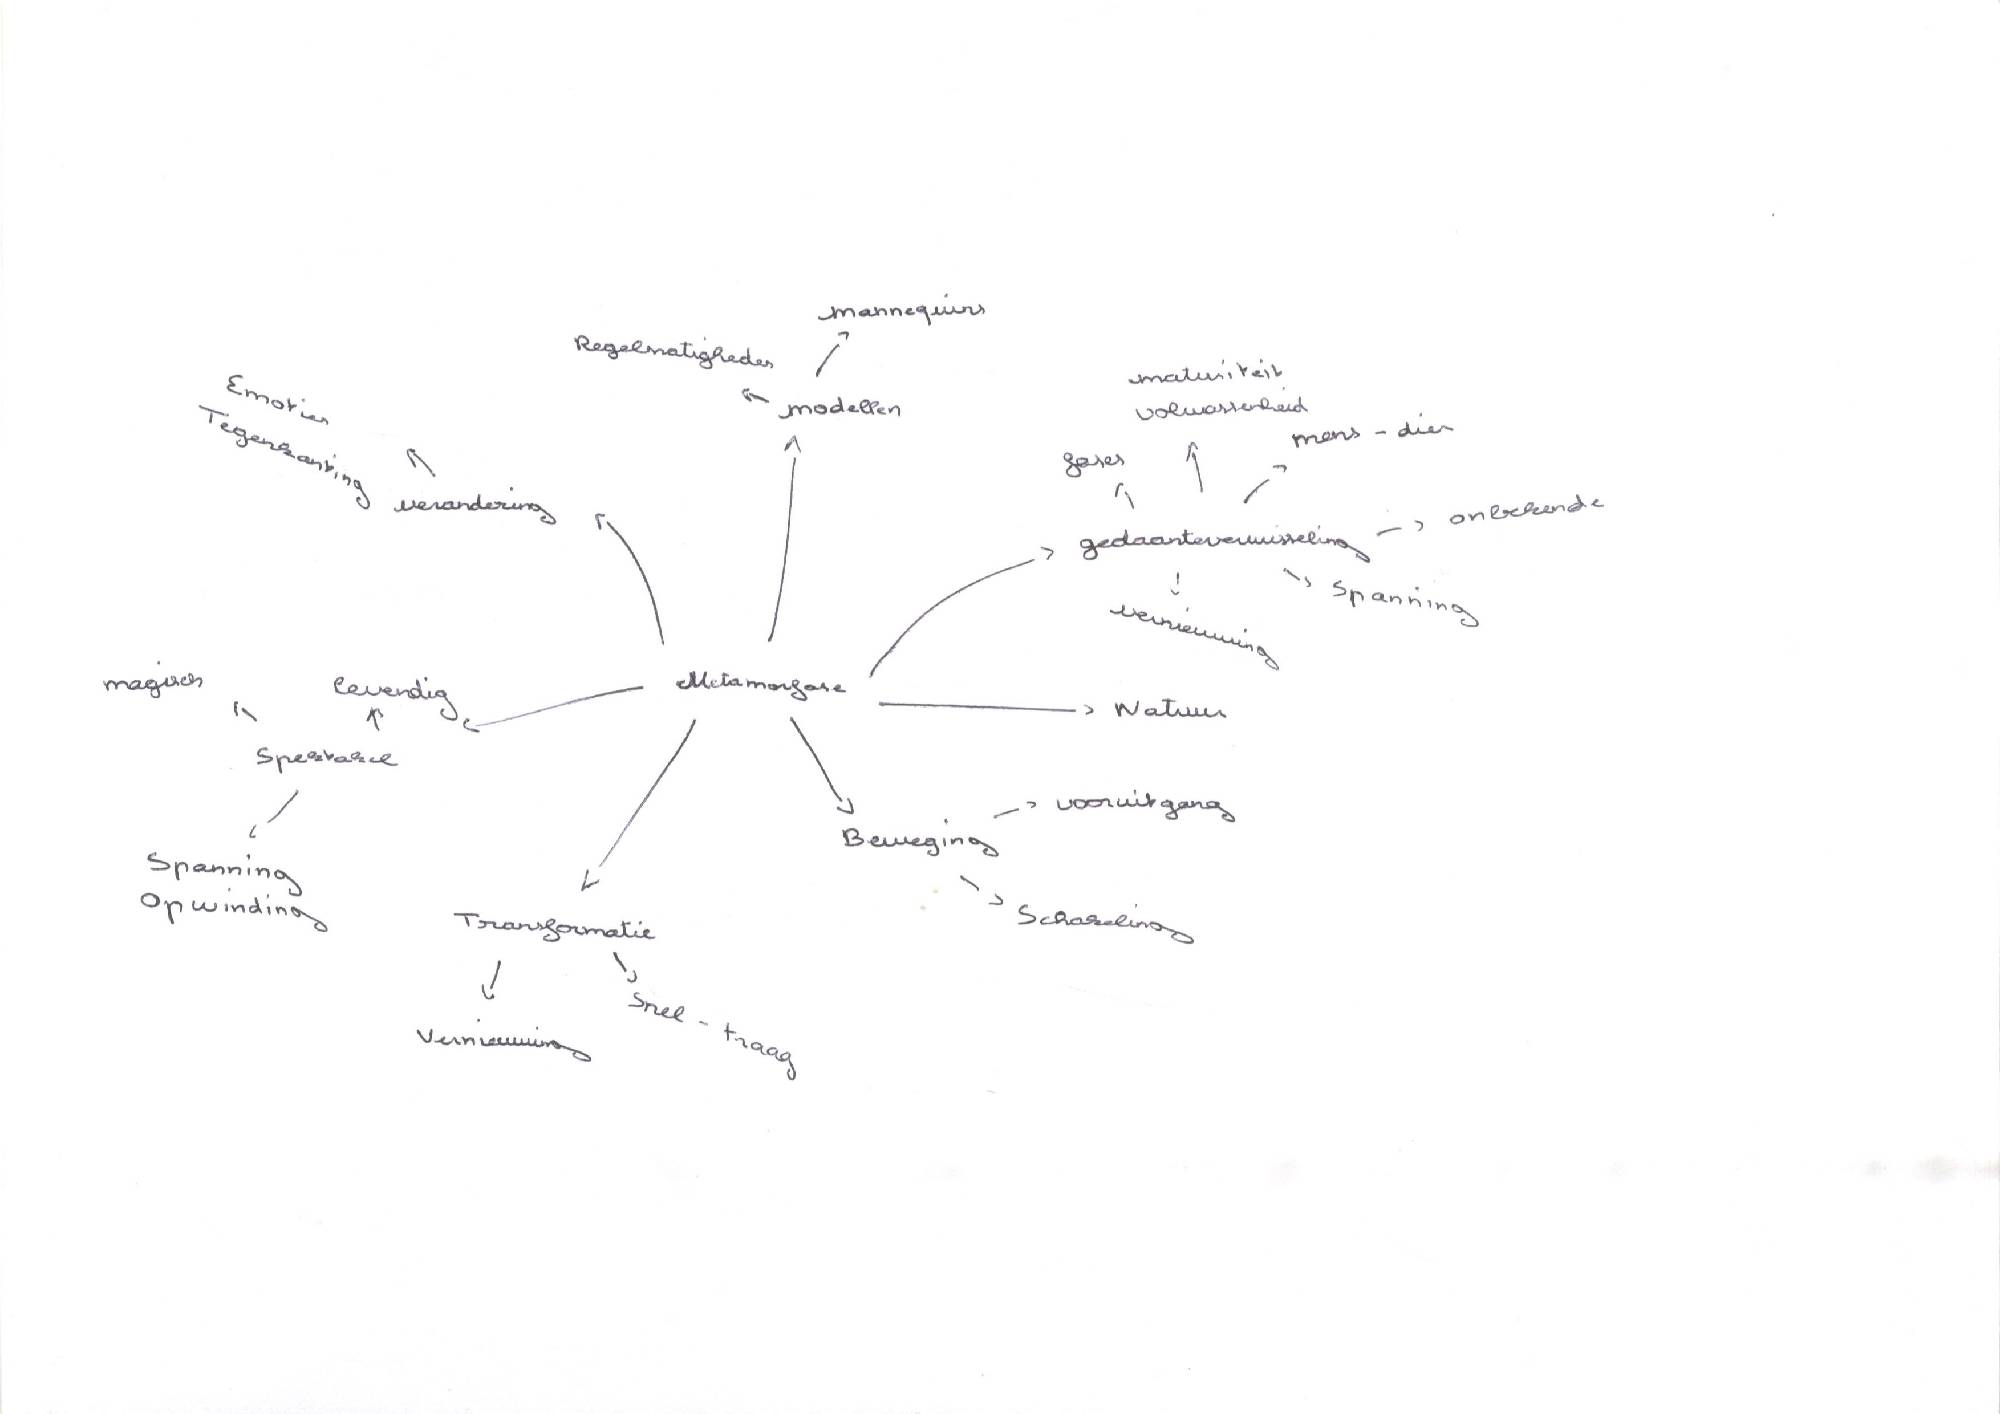 mannequins
Regelmatigheden
modellen
maturiteit
volwassenheid
mens - dier
fases
Emoties
Tegenkanting
verandering
gedaanteverwisseling
onbekende
Spanning
vernieuwing
Metamorfose
Natuur
magisch
levendig
Spektakel
Beweging
vooruitgang
Schakeling
Spanning
Opwinding
Transformatie
Vernieuwing
Snel - traag